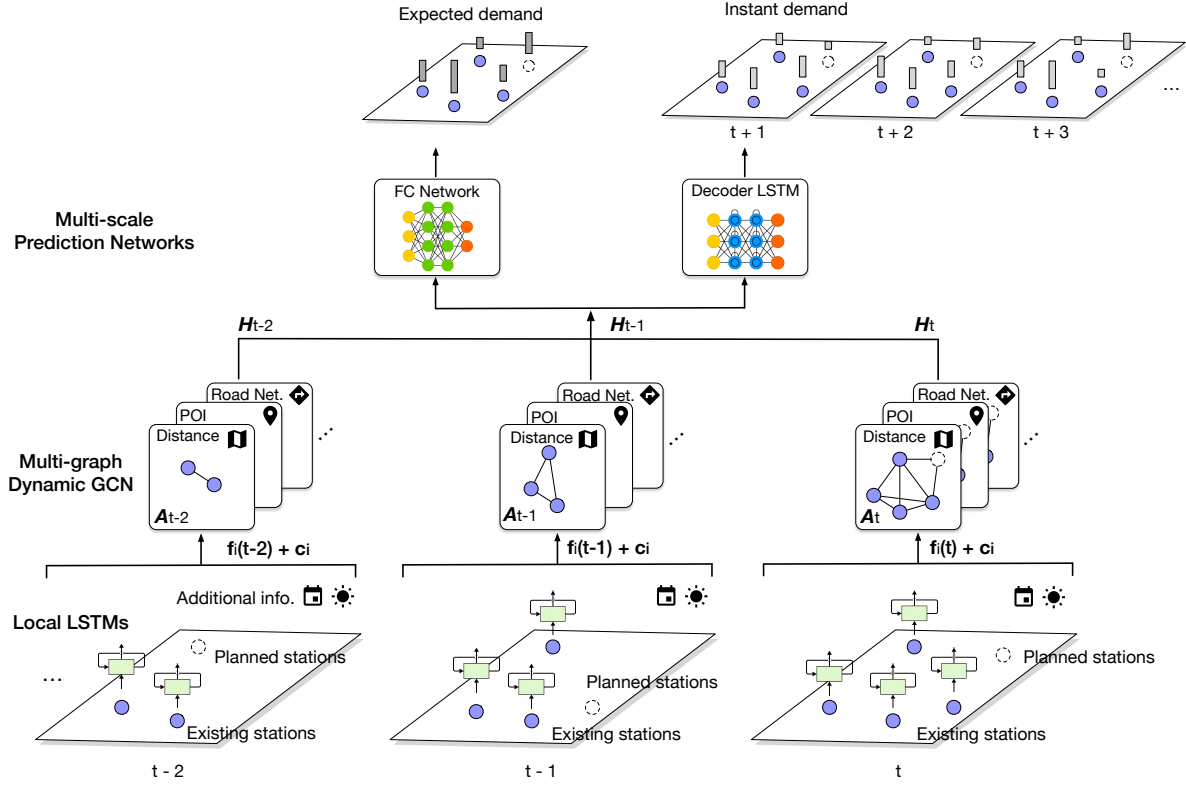 Expected demand
Instant demand
t + 1
t + 2
t + 3
...
FC Network
Decoder LSTM
Multi-scale
Prediction Networks
Ht-2
Ht-1
Ht
Road Net.
POI
Distance
At-2
...
Road Net.
POI
Distance
At-1
...
Road Net.
POI
Distance
At
...
Multi-graph
Dynamic GCN
fi(t-2) + ci
fi(t-1) + ci
fi(t) + ci
Additional info.
Local LSTMs
...
Planned stations
Existing stations
Planned stations
Existing stations
Planned stations
Existing stations
t - 2
t - 1
t